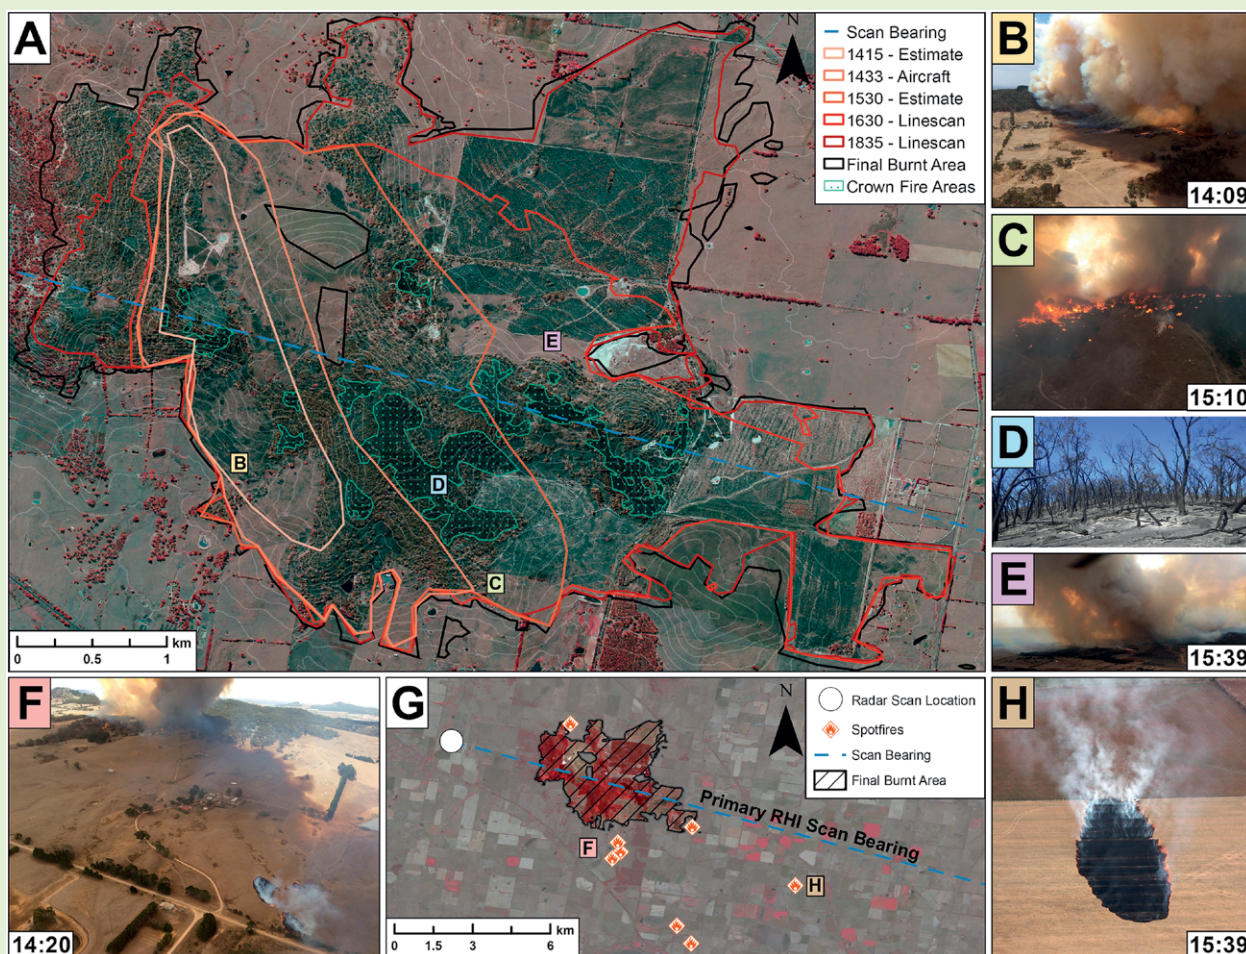 A
N
Scan Bearing
1415 - Estimate
1433 - Aircraft
1530 - Estimate
1630 - Linescan
1835 - Linescan
Final Burnt Area
Crown Fire Areas
E
B
D
C
km
0 0.5 1
B
14:09
C
15:10
D
E
15:39
F
14:20
G
N
Radar Scan Location
Spotfires
Scan Bearing
Final Burnt Area
Primary RHI Scan Bearing
F
H
km
0 1.5 3 6
H
15:39